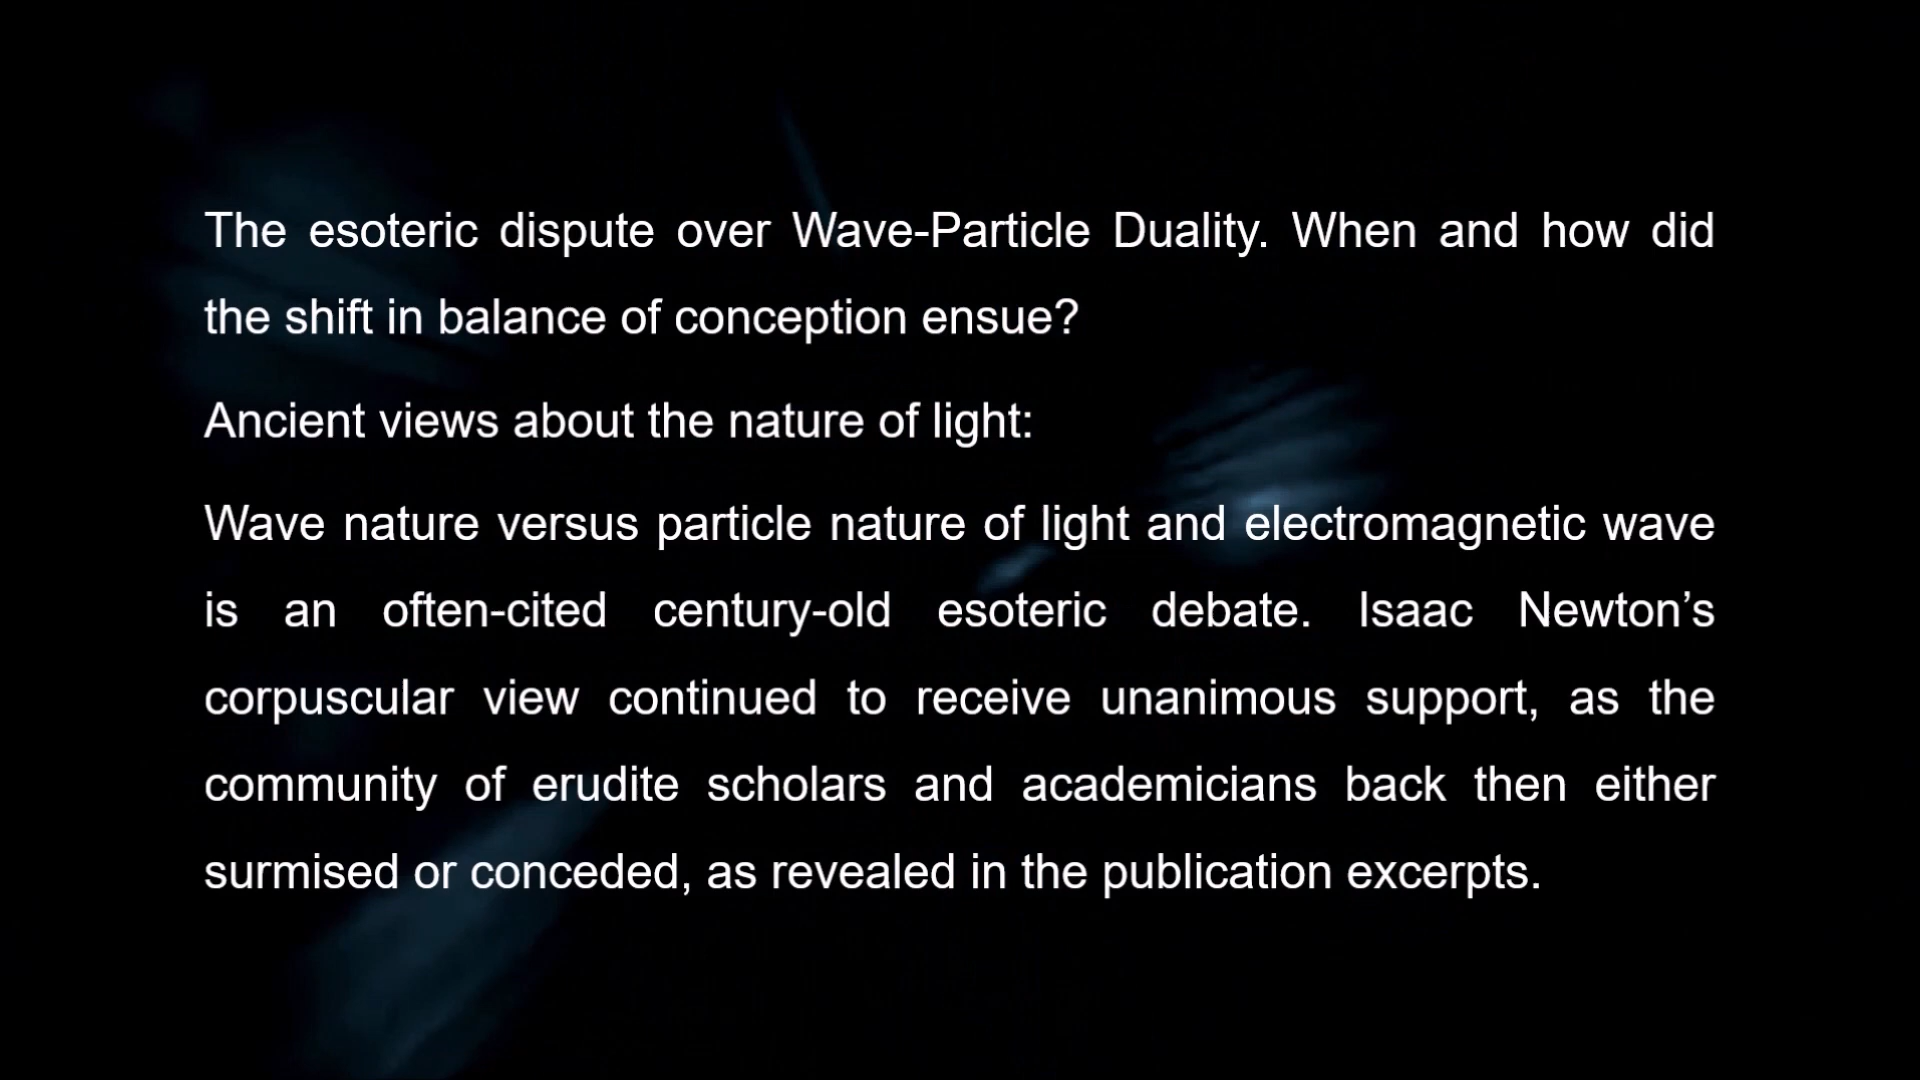 The esoteric dispute over Wave-Particle Duality. When and how did
the shift in balance of conception ensue?
Ancient views about the nature of light:
Wave nature versus particle nature of light and electromagnetic wave
is an often-cited century-old esoteric debate. Isaac Newton’s
corpuscular view continued to receive unanimous support, as the
community of erudite scholars and academicians back then either
surmised or conceded, as revealed in the publication excerpts.